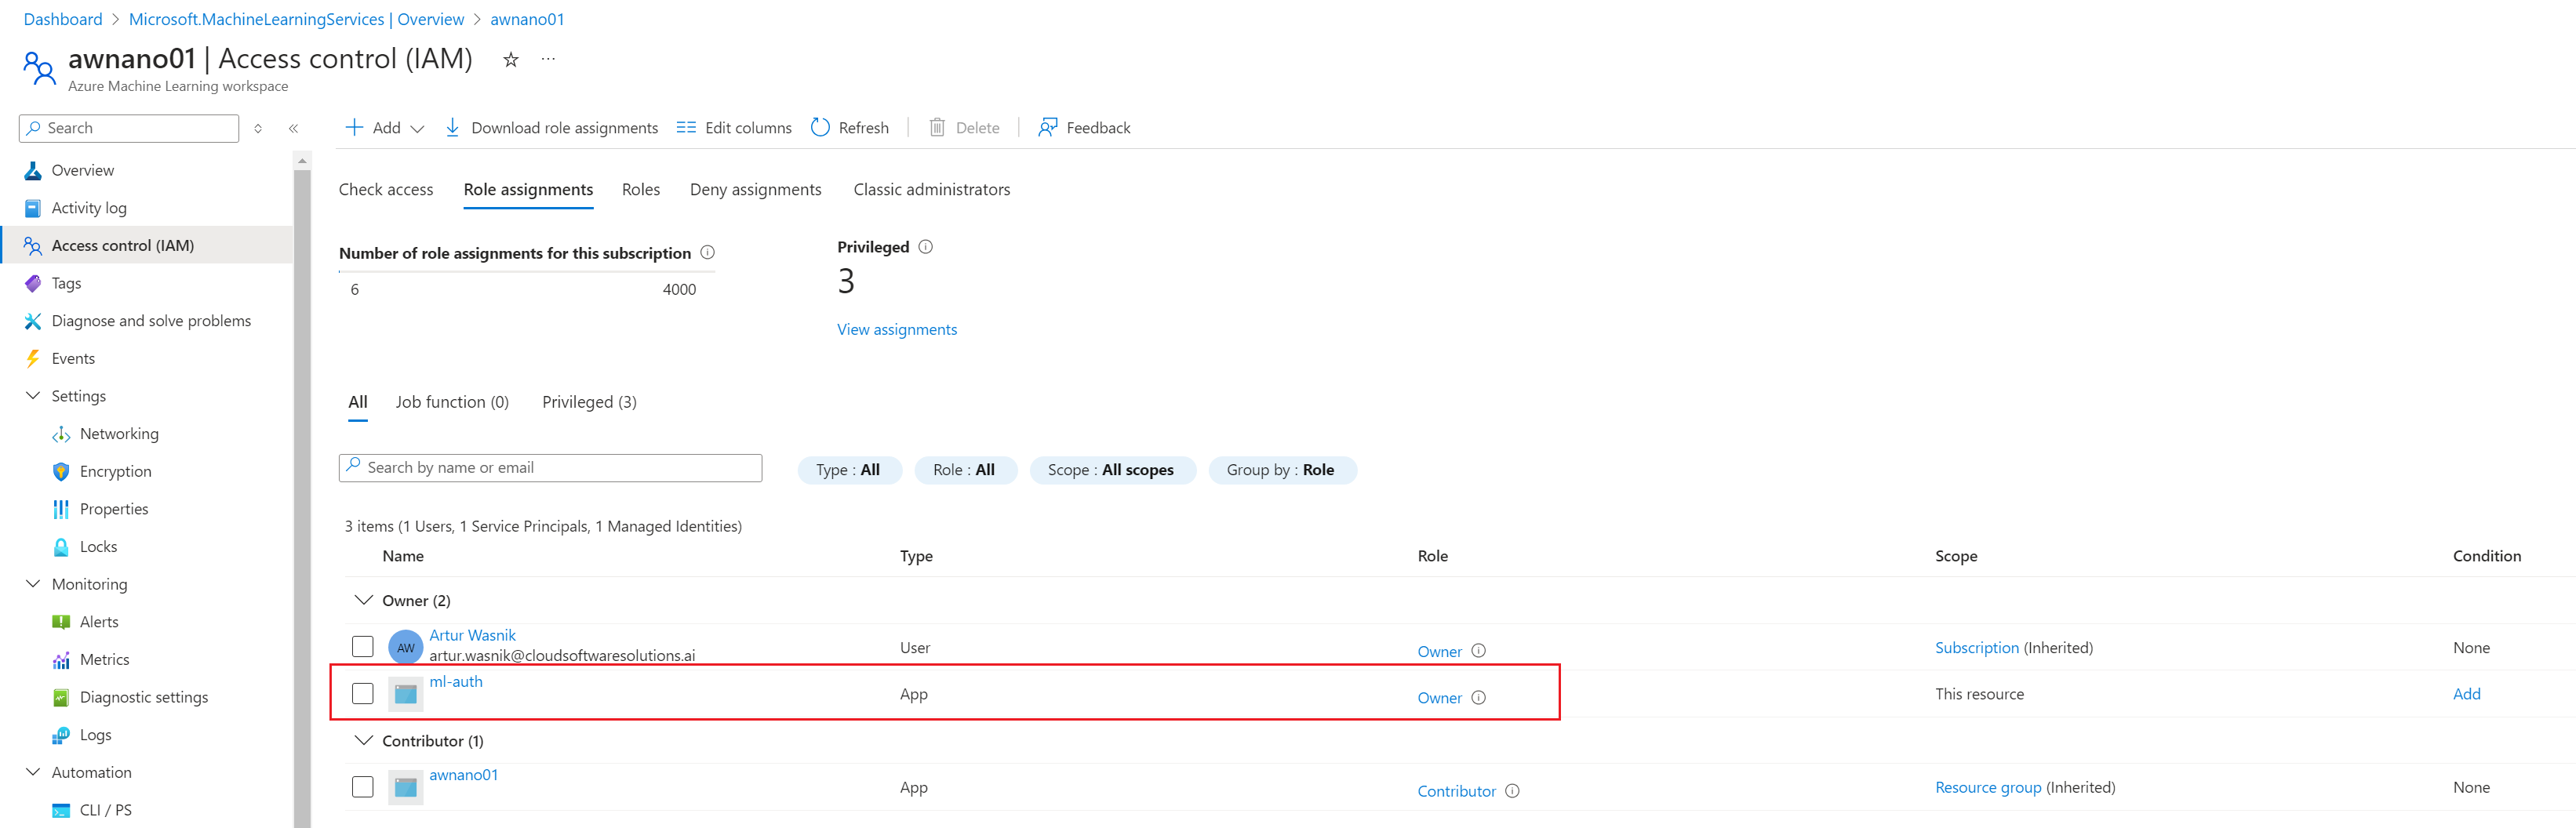 Dashboard > Microsoft.MachineLearningServices | Overview > awnano01
awnano01 | Access control (IAM) ☆ ...
Azure Machine Learning workspace
Search
Overview
Activity log
Access control (IAM)
Tags
Diagnose and solve problems
Events
Settings
Networking
Encryption
Properties
Locks
Monitoring
Alerts
Metrics
Diagnostic settings
Logs
Automation
CLI / PS
Add Download role assignments Edit columns Refresh Delete Feedback
Check access Role assignments Roles Deny assignments Classic administrators
Number of role assignments for this subscription
6 4000
Privileged
3
View assignments
All Job function (0) Privileged (3)
Search by name or email Type : All Role : All Scope : All scopes Group by : Role
3 items (1 Users, 1 Service Principals, 1 Managed Identities)
Name Type Role Scope Condition
Owner (2)
AW Artur Wasnik
artur.wasnik@cloudsoftwaresolutions.ai User Owner Subscription (Inherited) None
ml-auth App Owner This resource Add
Contributor (1)
awnano01 App Contributor Resource group (Inherited) None